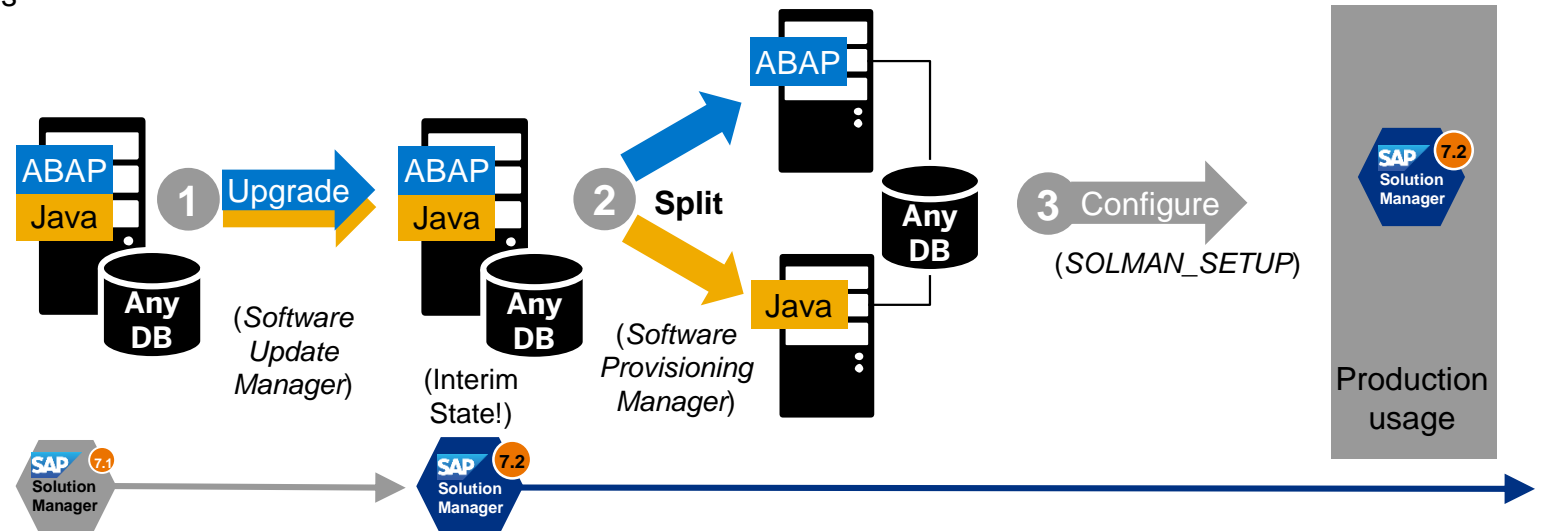 s
ABAP
Java
Any
DB
1
Upgrade
(Software
Update
Manager)
ABAP
Java
Any
DB
(Interim
State!)
2
Split
(Software
Provisioning
Manager)
ABAP
Java
Any
DB
3
Configure
(SOLMAN_SETUP)
SAP
7.2
Solution
Manager
Production
usage
SAP
7.1
Solution
Manager
SAP
7.2
Solution
Manager